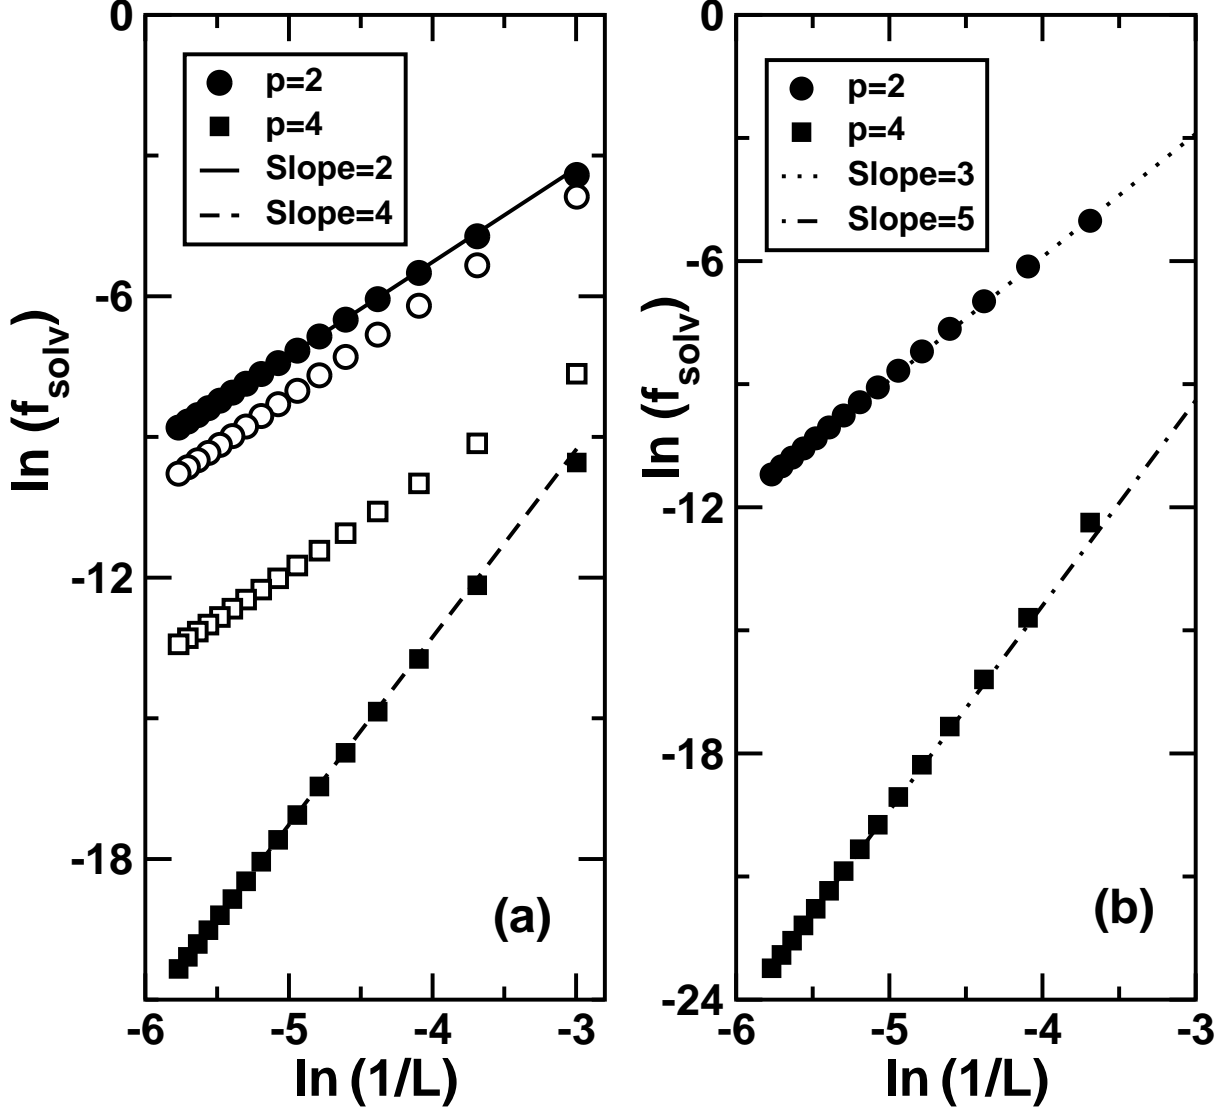 0
p=2
p=4
Slope=2
Slope=4
-6
-12
-18
ln (f_solv)
(a)
-6
-5
-4
-3
ln (1/L)
0
p=2
p=4
Slope=3
Slope=5
-6
-12
-18
-24
ln (f_solv)
(b)
-6
-5
-4
-3
ln (1/L)